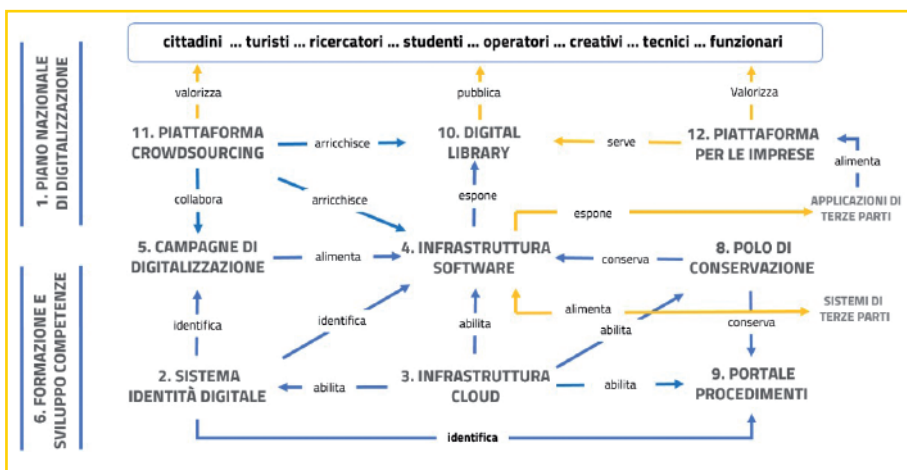 cittadini ... turisti ... ricercatori ... studenti ... operatori ... creativi ... tecnici ... funzionari
1. PIANO NAZIONALE
DI DIGITALIZZAZIONE
valorizza
pubblica
Valorizza
11. PIATTAFORMA
CROWDSOURCING
arricchisce
10. DIGITAL
LIBRARY
serve
12. PIATTAFORMA
PER LE IMPRESE
alimenta
collabora
arricchisce
espone
espone
APPLICAZIONI DI
TERZE PARTI
5. CAMPAGNE DI
DIGITALIZZAZIONE
alimenta
4. INFRASTRUTTURA
SOFTWARE
conserva
8. POLO DI
CONSERVAZIONE
6. FORMAZIONE E
SVILUPPO COMPETENZE
identifica
identifica
abilita
alimenta
abilita
conserva
SISTEMI DI
TERZE PARTI
2. SISTEMA
IDENTITÀ DIGITALE
abilita
3. INFRASTRUTTURA
CLOUD
abilita
9. PORTALE
PROCEDIMENTI
identifica